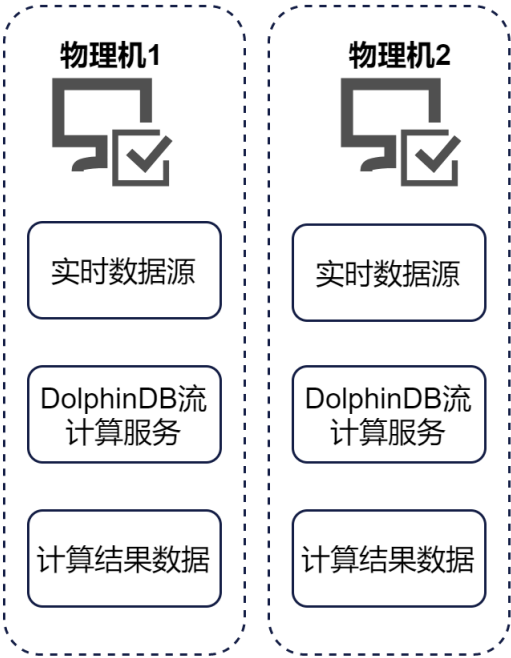 物理机1
实时数据源
DolphinDB流
计算服务
计算结果数据
物理机2
实时数据源
DolphinDB流
计算服务
计算结果数据